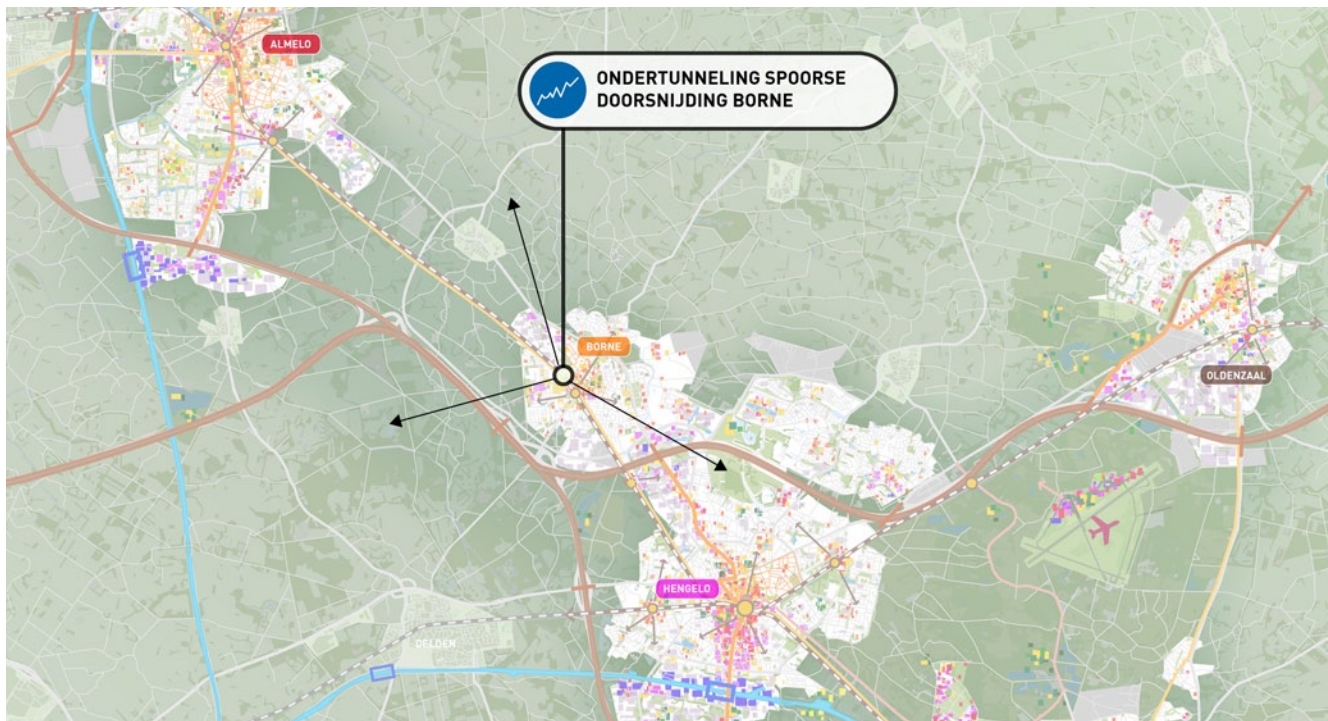 ALMELO
ONDERTUNNELING SPOORSE
DOORSNIJDING BORNE
BORNE
OLDENZAAL
HENGELO
DELDEN